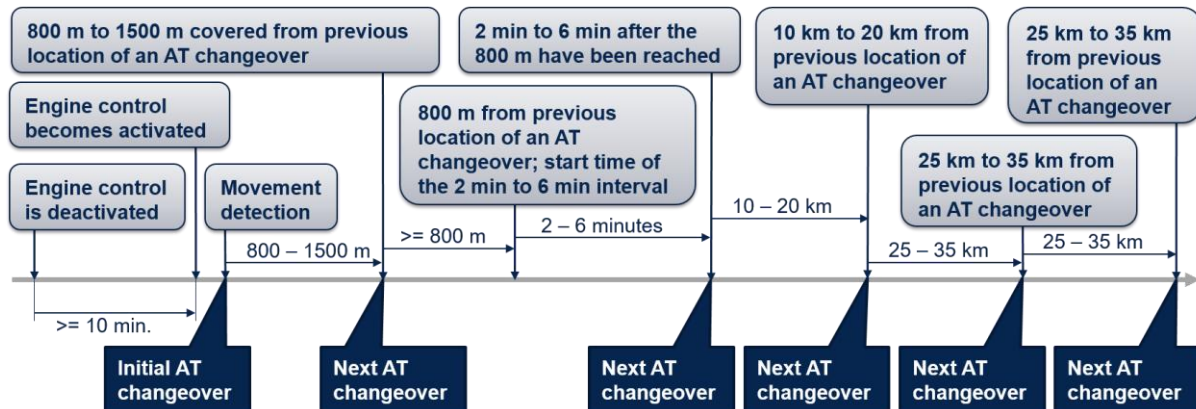 800 m to 1500 m covered from previous
location of an AT changeover
2 min to 6 min after the
800 m have been reached
10 km to 20 km from
previous location of
an AT changeover
25 km to 35 km
from previous
location of an
AT changeover
Engine control
becomes activated
800 m from previous
location of an AT
changeover; start time of
the 2 min to 6 min interval
25 km to 35 km from
previous location of
an AT changeover
Engine control
is deactivated
Movement
detection
800 – 1500 m
>= 800 m
2 – 6 minutes
10 – 20 km
25 – 35 km
25 – 35 km
>= 10 min.
Initial AT
changeover
Next AT
changeover
Next AT
changeover
Next AT
changeover
Next AT
changeover
Next AT
changeover